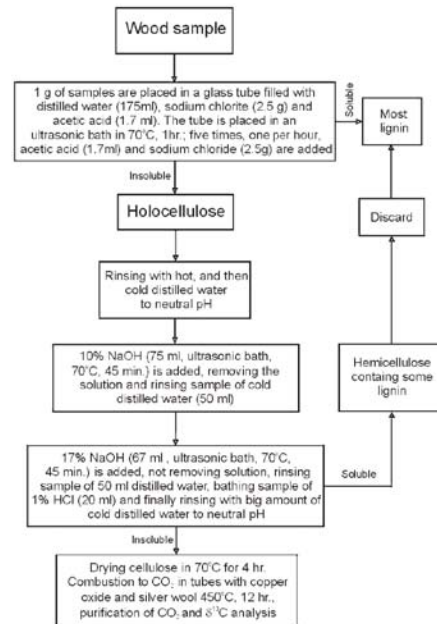 Wood sample
1 g of samples are placed in a glass tube filled with
distilled water (175ml), sodium chlorite (2.5 g) and
acetic acid (1.7 ml). The tube is placed in an
ultrasonic bath in 70°C, 1hr.; five times, one per hour,
acetic acid (1.7ml) and sodium chloride (2.5g) are added
Soluble
Most
lignin
Insoluble
Holocellulose
Discard
Rinsing with hot, and then
cold distilled water
to neutral pH
10% NaOH (75 ml, ultrasonic bath,
70°C, 45 min.) is added, removing the
solution and rinsing sample of cold
distilled water (50 ml)
Hemicellulose
containg some
lignin
17% NaOH (67 ml , ultrasonic bath, 70°C,
45 min.) is added, not removing solution, rinsing
sample of 50 ml distilled water, bathing sample of
1% HCl (20 ml) and finally rinsing with big amount of
cold distilled water to neutral pH
Soluble
Insoluble
Drying cellulose in 70°C for 4 hr.
Combustion to CO₂ in tubes with copper
oxide and silver wool 450°C, 12 hr.,
purification of CO₂ and δ¹³C analysis